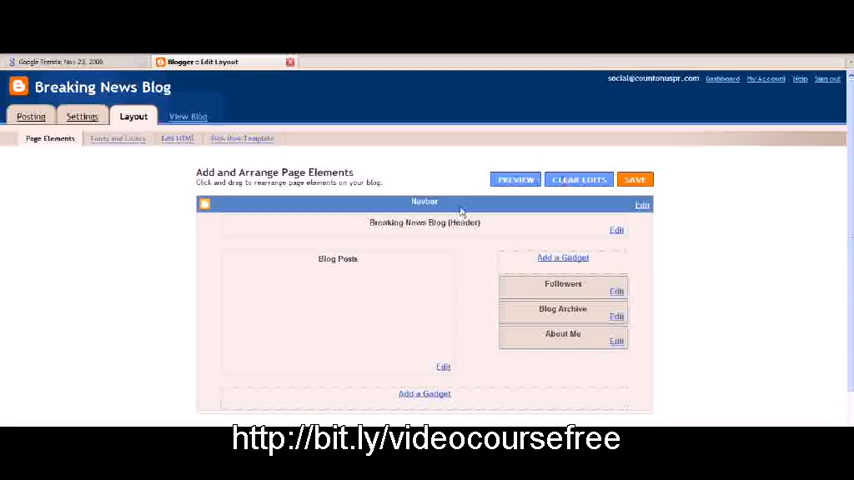 Google Trends: Nov 23, 2008
Blogger :: Edit Layout
Breaking News Blog
social@countonuspr.com Dashboard My Account Help Sign out
Posting Settings Layout View Blog
Page Elements Fonts and Colors Edit HTML Pick New Template
Add and Arrange Page Elements
Click and drag to rearrange page elements on your blog.
PREVIEW CLEAR EDITS SAVE
Navbar
Edit
Breaking News Blog (Header)
Edit
Blog Posts
Edit
Add a Gadget
Followers
Edit
Blog Archive
Edit
About Me
Edit
Add a Gadget
http://bit.ly/videocoursefree